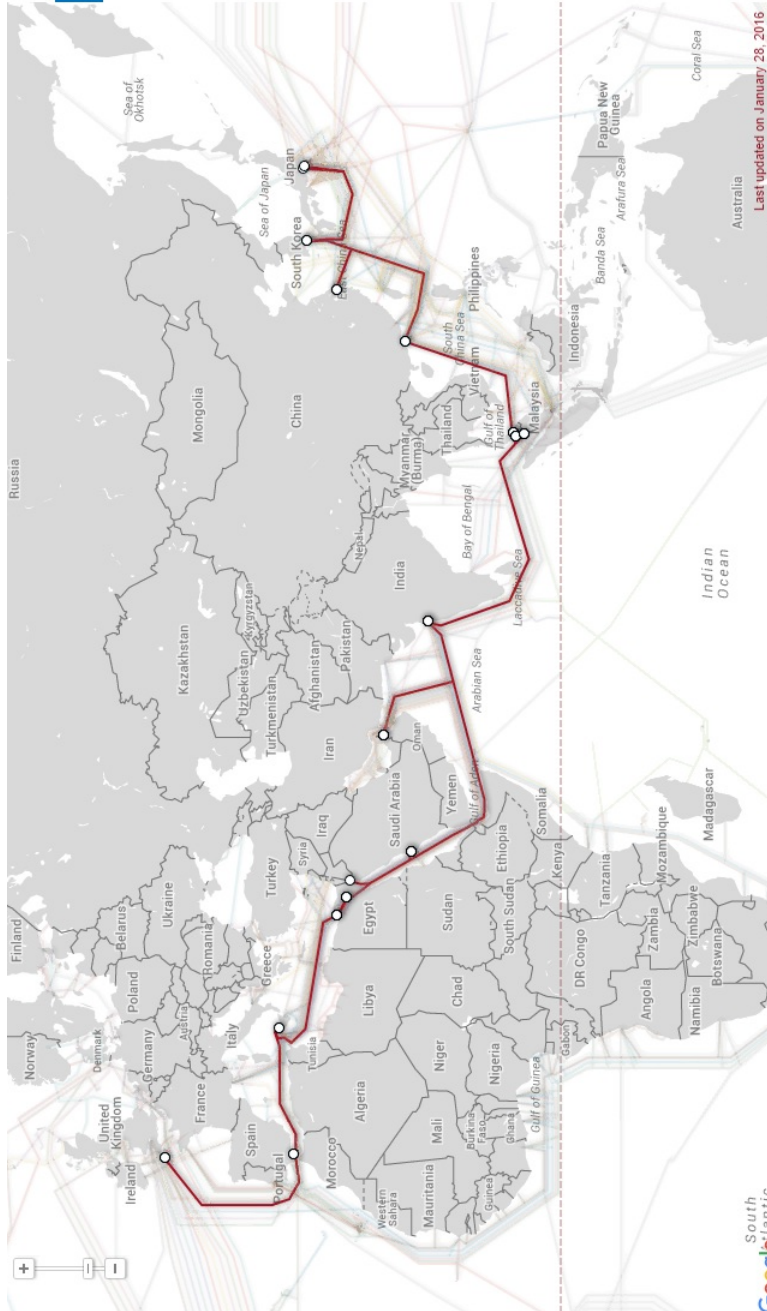 Russia
Finland
Norway
Sea of
Okhotsk
Denmark
United
Kingdom
Ireland
Belarus
Poland
Germany
Ukraine
Kazakhstan
Mongolia
Austria
France
Romania
Italy
Spain
Portugal
Greece
Turkey
Uzbekistan
Kyrgyzstan
Turkmenistan
Sea of Japan
Japan
South Korea
China
Tunisia
Syria
Iraq
Iran
Afghanistan
Pakistan
Nepal
East China Sea
Morocco
Algeria
Libya
Egypt
Saudi Arabia
Oman
India
Myanmar
(Burma)
Western
Sahara
Mauritania
Mali
Niger
Chad
Sudan
Yemen
Gulf of Aden
Arabian Sea
Bay of Bengal
Thailand
Vietnam
South
China Sea
Philippines
Burkina
Faso
Guinea
Ghana
Nigeria
South Sudan
Ethiopia
Somalia
Laccadive Sea
Gulf of
Thailand
Malaysia
Gulf of Guinea
Gabon
DR Congo
Kenya
Indonesia
Tanzania
Banda Sea
Arafura Sea
Papua New
Guinea
Angola
Zambia
Mozambique
Namibia
Zimbabwe
Botswana
Madagascar
Indian
Ocean
Coral Sea
Australia
South
Atlantic
Google
Last updated on January 28, 2016